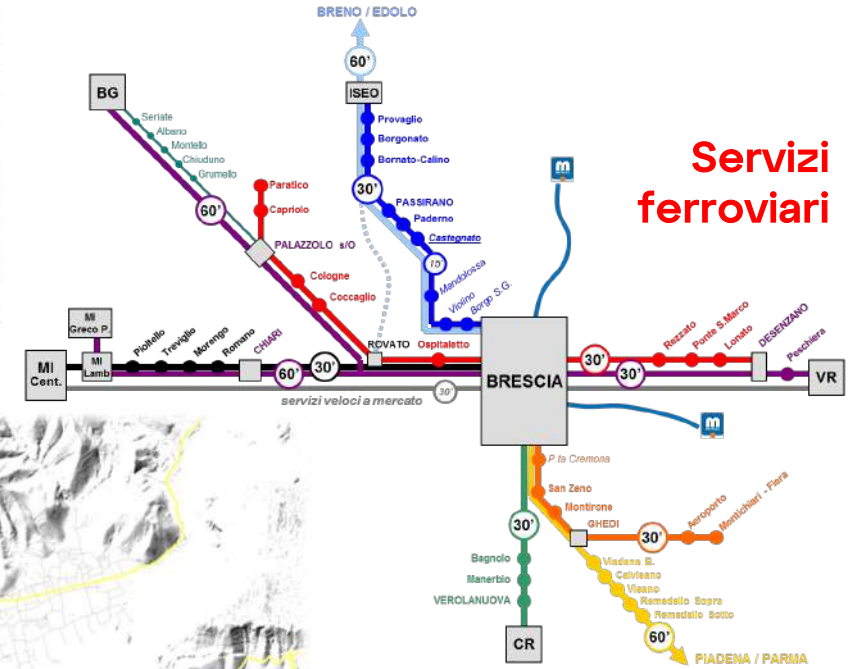 BRENO / EDOLO
60'
ISEO
BG
Provaglio
Borgonato
Bornato-Calino
Seriate
Albano
Montello
Chiuduno
Grumello
m
Servizi
ferroviari
30'
Paratico
Capriolo
60'
PASSIRANO
Paderno
Castegnato
PALAZZOLO s/O
15'
Cologne
Coccaglio
Mandolossa
Violino
Borgo S.G.
MI
Greco P.
Pioltello
Treviglio
Morengo
Romano
CHIARI
ROVATO
Ospitaletto
Rezzato
Ponte S.Marco
Lonato
DESENZANO
Peschiera
MI
Cent.
MI
Lamb
60'
30'
BRESCIA
30'
30'
VR
servizi veloci a mercato
30'
m
P.ta Cremona
San Zeno
Montirone
GHEDI
30'
30'
Aeroporto
Montichiari - Fiera
Bagnolo
Manerbio
VEROLANUOVA
Viadana B.
Calvisano
Visano
Remedello Sopra
Remedello Sotto
CR
60'
PIADENA / PARMA